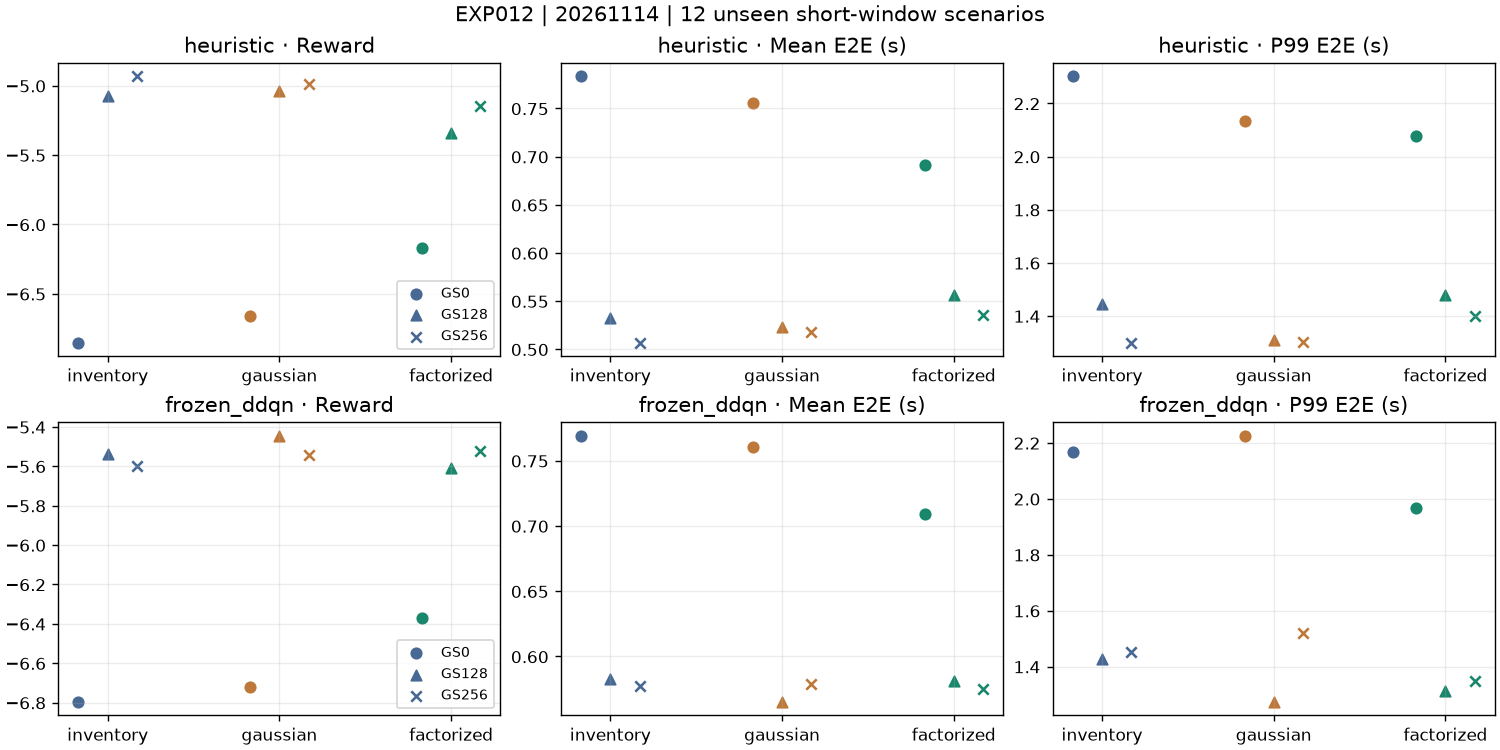 EXP012 | 20261114 | 12 unseen short-window scenarios
heuristic · Reward
−5.0
−5.5
−6.0
−6.5
GS0
GS128
GS256
inventory gaussian factorized
heuristic · Mean E2E (s)
0.75
0.70
0.65
0.60
0.55
0.50
inventory gaussian factorized
heuristic · P99 E2E (s)
2.2
2.0
1.8
1.6
1.4
inventory gaussian factorized
frozen_ddqn · Reward
−5.4
−5.6
−5.8
−6.0
−6.2
−6.4
−6.6
−6.8
GS0
GS128
GS256
inventory gaussian factorized
frozen_ddqn · Mean E2E (s)
0.75
0.70
0.65
0.60
inventory gaussian factorized
frozen_ddqn · P99 E2E (s)
2.2
2.0
1.8
1.6
1.4
inventory gaussian factorized